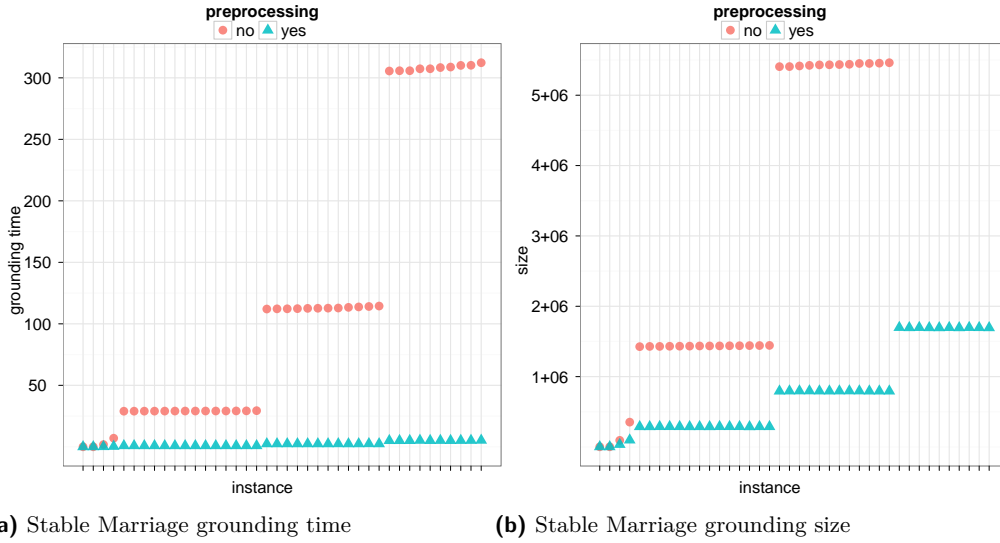 preprocessing
no yes
grounding time
300
250
200
150
100
50
instance
preprocessing
no yes
size
5+06
4+06
3+06
2+06
1+06
instance
a) Stable Marriage grounding time
(b) Stable Marriage grounding size